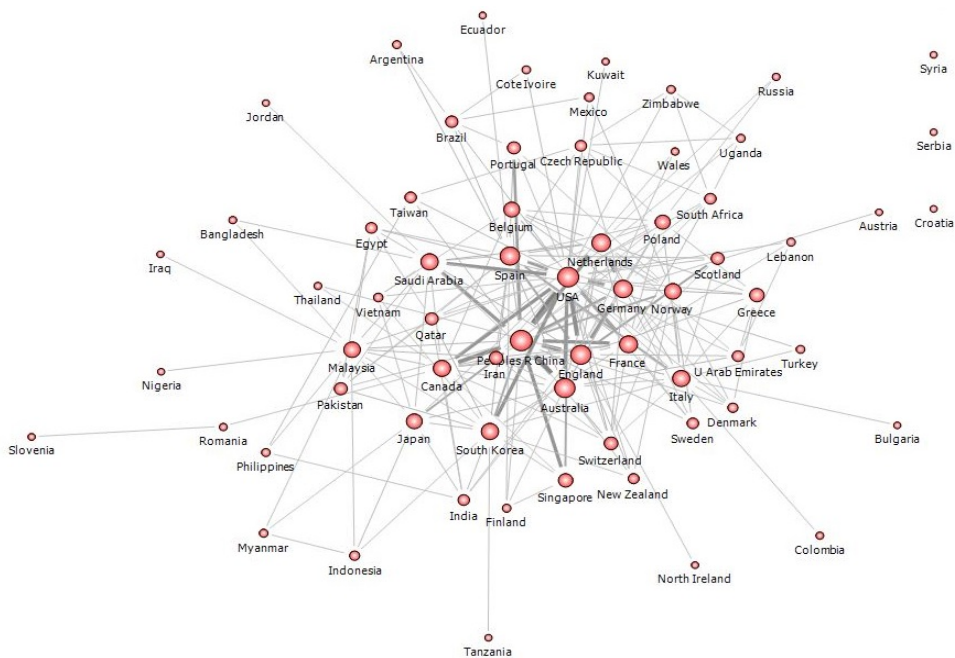 Ecuador
Argentina
Cote Ivoire
Kuwait
Syria
Zimbabwe
Russia
Jordan
Mexico
Brazil
Serbia
Portugal
Czech Republic
Wales
Uganda
Taiwan
South Africa
Bangladesh
Belgium
Austria
Croatia
Egypt
Poland
Iraq
Saudi Arabia
Spain
Netherlands
Scotland
Lebanon
Thailand
Vietnam
USA
Germany
Norway
Greece
Qatar
Malaysia
Peoples R China
Iran
France
U Arab Emirates
Turkey
Nigeria
Canada
England
Pakistan
Australia
Italy
Denmark
Slovenia
Romania
Japan
South Korea
Sweden
Bulgaria
Philippines
Switzerland
Singapore
New Zealand
India
Finland
Myanmar
Indonesia
Colombia
North Ireland
Tanzania